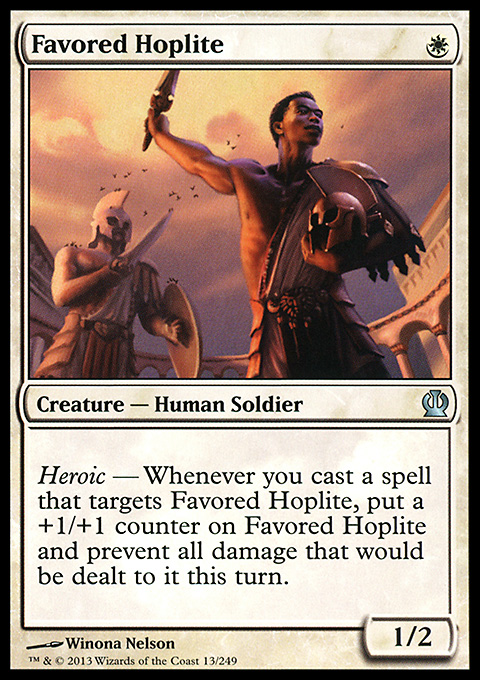 Favored Hoplite
Creature — Human Soldier
Heroic — Whenever you cast a spell
that targets Favored Hoplite, put a
+1/+1 counter on Favored Hoplite
and prevent all damage that would
be dealt to it this turn.
Winona Nelson
1/2
™ & © 2013 Wizards of the Coast 13/249